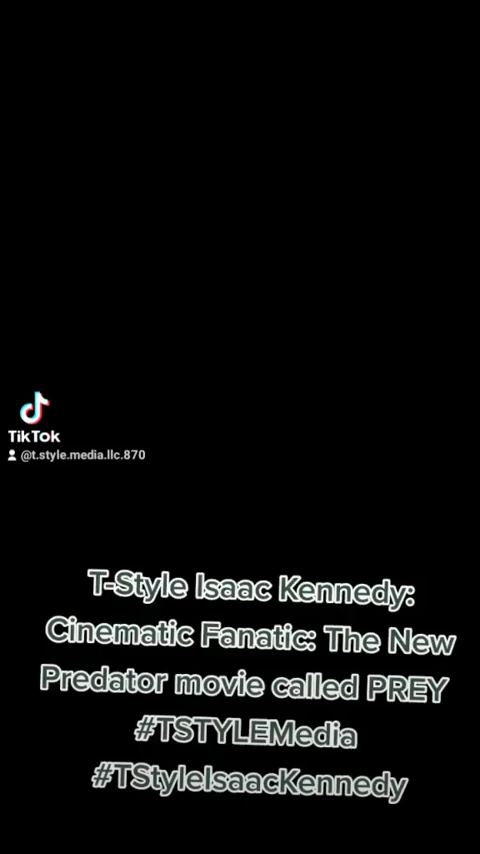 TikTok
@t.style.media.llc.870
T-Style Isaac Kennedy:
Cinematic Fanatic: The New
Predator movie called PREY
#TSTYLEMedia
#TStyleIsaacKennedy